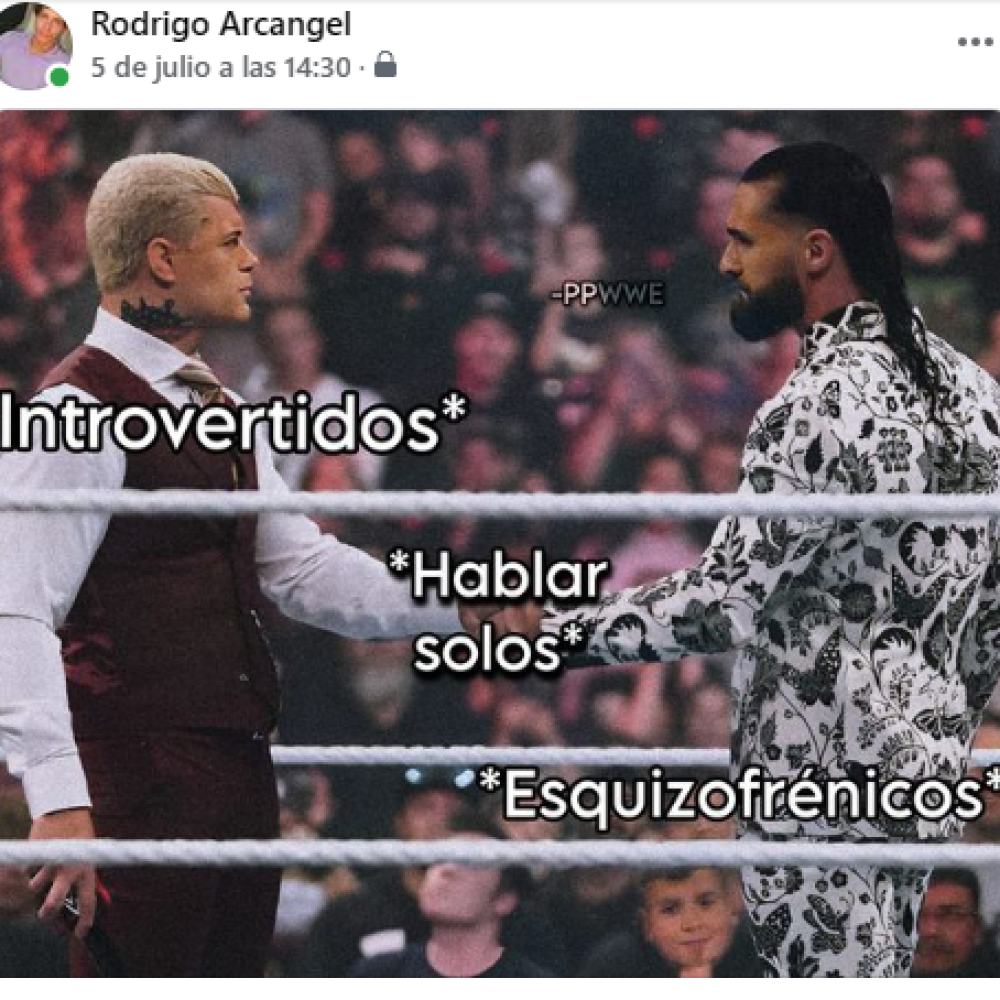 Rodrigo Arcangel
5 de julio a las 14:30 ·
-PPWWE
Introvertidos*
*Hablar
solos*
*Esquizofrénicos*